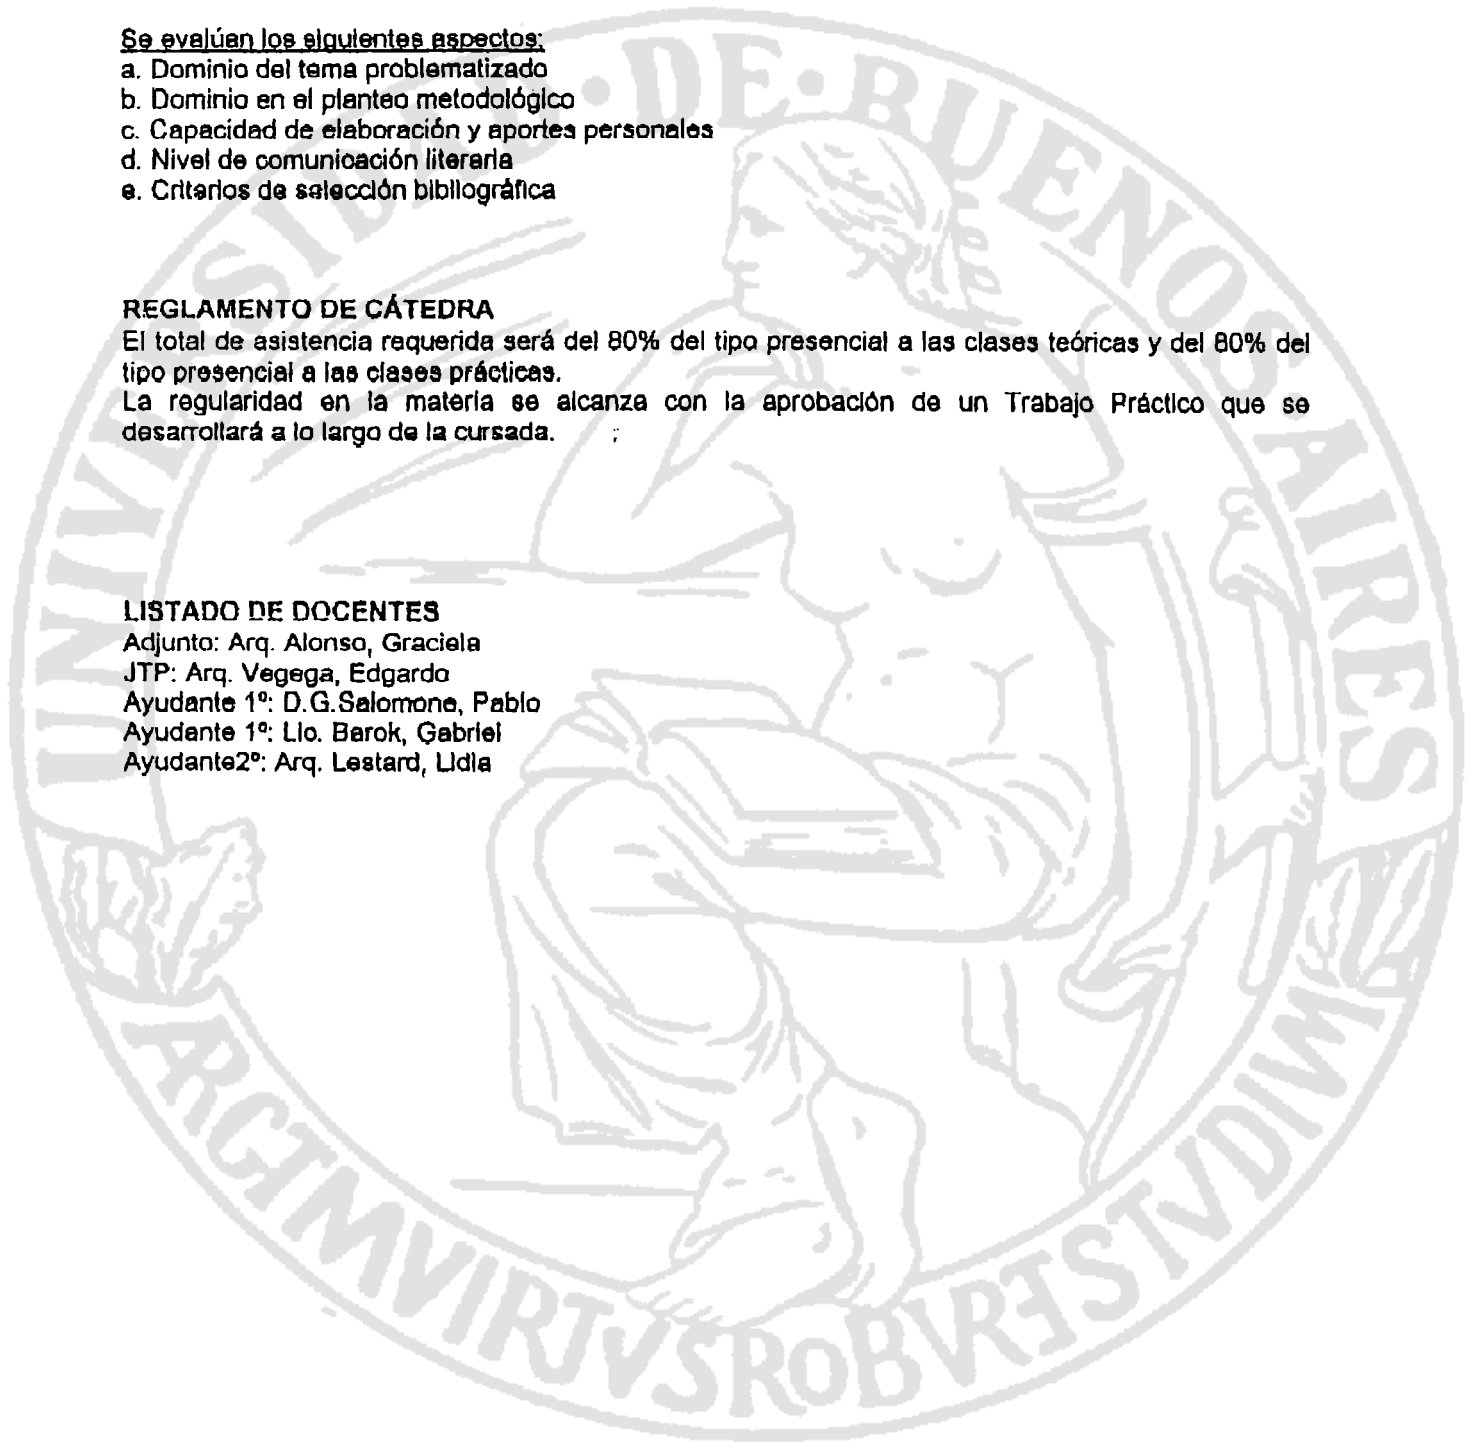 Se evalúan los siguientes aspectos:
a. Dominio del tema problematizado
b. Dominio en el planteo metodológico
c. Capacidad de elaboración y aportes personales
d. Nivel de comunicación literaria
e. Criterios de selección bibliográfica
REGLAMENTO DE CÁTEDRA
El total de asistencia requerida será del 80% del tipo presencial a las clases teóricas y del 80% del
tipo presencial a las clases prácticas.
La regularidad en la materia se alcanza con la aprobación de un Trabajo Práctico que se
desarrollará a lo largo de la cursada.
LISTADO DE DOCENTES
Adjunto: Arq. Alonso, Graciela
JTP: Arq. Vegega, Edgardo
Ayudante 1º: D.G.Salomone, Pablo
Ayudante 1º: Lic. Barok, Gabriel
Ayudante2º: Arq. Lestard, Lidia
UNIVERSIDAD • DE • BUENOS AIRES
ARGTMVIRTVSROBVRETSTVDIVM